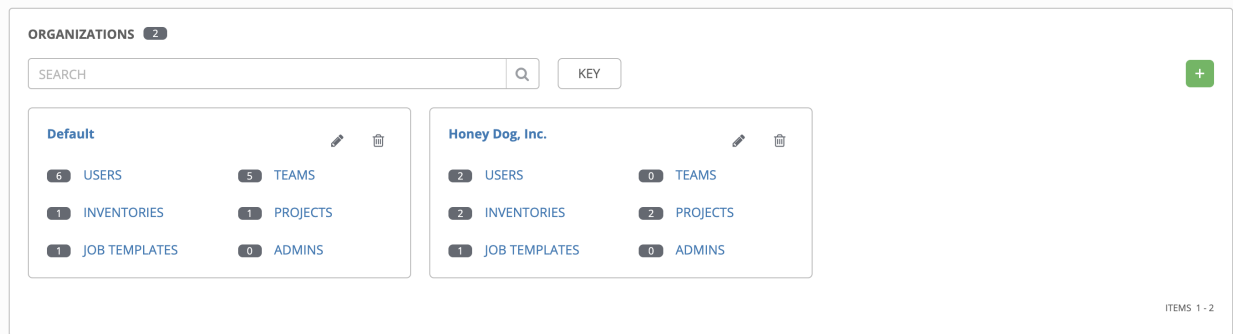 ORGANIZATIONS 2
SEARCH
KEY
+
Default
6 USERS 5 TEAMS
1 INVENTORIES 1 PROJECTS
1 JOB TEMPLATES 0 ADMINS
Honey Dog, Inc.
2 USERS 0 TEAMS
2 INVENTORIES 2 PROJECTS
1 JOB TEMPLATES 0 ADMINS
ITEMS 1 - 2